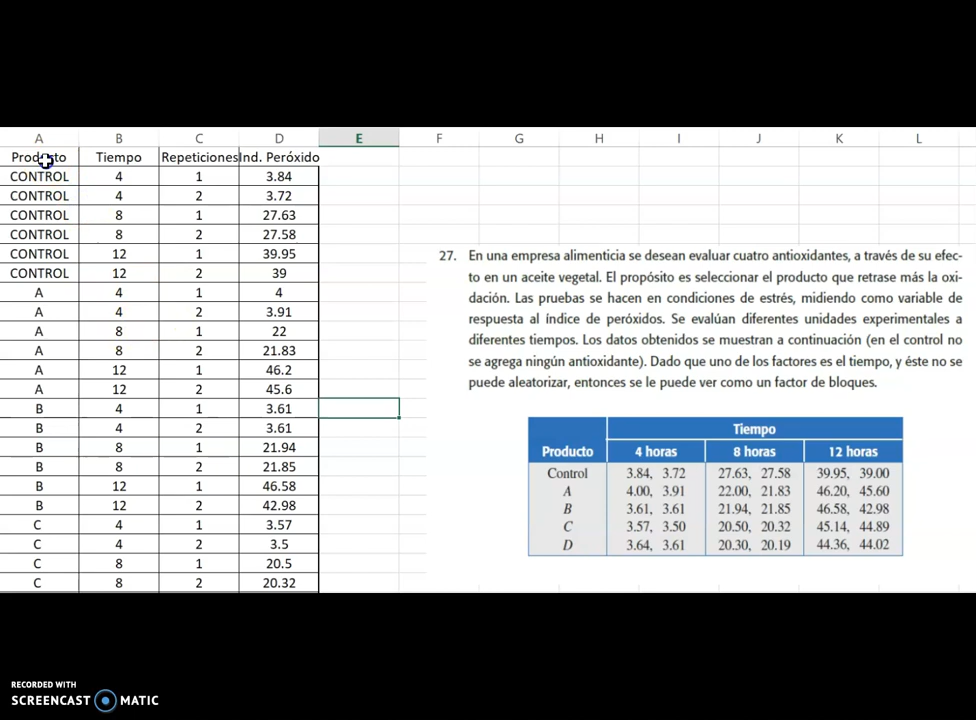 A B C D E F G H I J K L
Producto Tiempo Repeticiones Ind. Peróxido
CONTROL 4 1 3.84
CONTROL 4 2 3.72
CONTROL 8 1 27.63
CONTROL 8 2 27.58
CONTROL 12 1 39.95
CONTROL 12 2 39
A 4 1 4
A 4 2 3.91
A 8 1 22
A 8 2 21.83
A 12 1 46.2
A 12 2 45.6
B 4 1 3.61
B 4 2 3.61
B 8 1 21.94
B 8 2 21.85
B 12 1 46.58
B 12 2 42.98
C 4 1 3.57
C 4 2 3.5
C 8 1 20.5
C 8 2 20.32
27. En una empresa alimenticia se desean evaluar cuatro antioxidantes, a través de su efec-
to en un aceite vegetal. El propósito es seleccionar el producto que retrase más la oxi-
dación. Las pruebas se hacen en condiciones de estrés, midiendo como variable de
respuesta al índice de peróxidos. Se evalúan diferentes unidades experimentales a
diferentes tiempos. Los datos obtenidos se muestran a continuación (en el control no
se agrega ningún antioxidante). Dado que uno de los factores es el tiempo, y éste no se
puede aleatorizar, entonces se le puede ver como un factor de bloques.
Tiempo
Producto 4 horas 8 horas 12 horas
Control 3.84, 3.72 27.63, 27.58 39.95, 39.00
A 4.00, 3.91 22.00, 21.83 46.20, 45.60
B 3.61, 3.61 21.94, 21.85 46.58, 42.98
C 3.57, 3.50 20.50, 20.32 45.14, 44.89
D 3.64, 3.61 20.30, 20.19 44.36, 44.02
RECORDED WITH
SCREENCAST MATIC